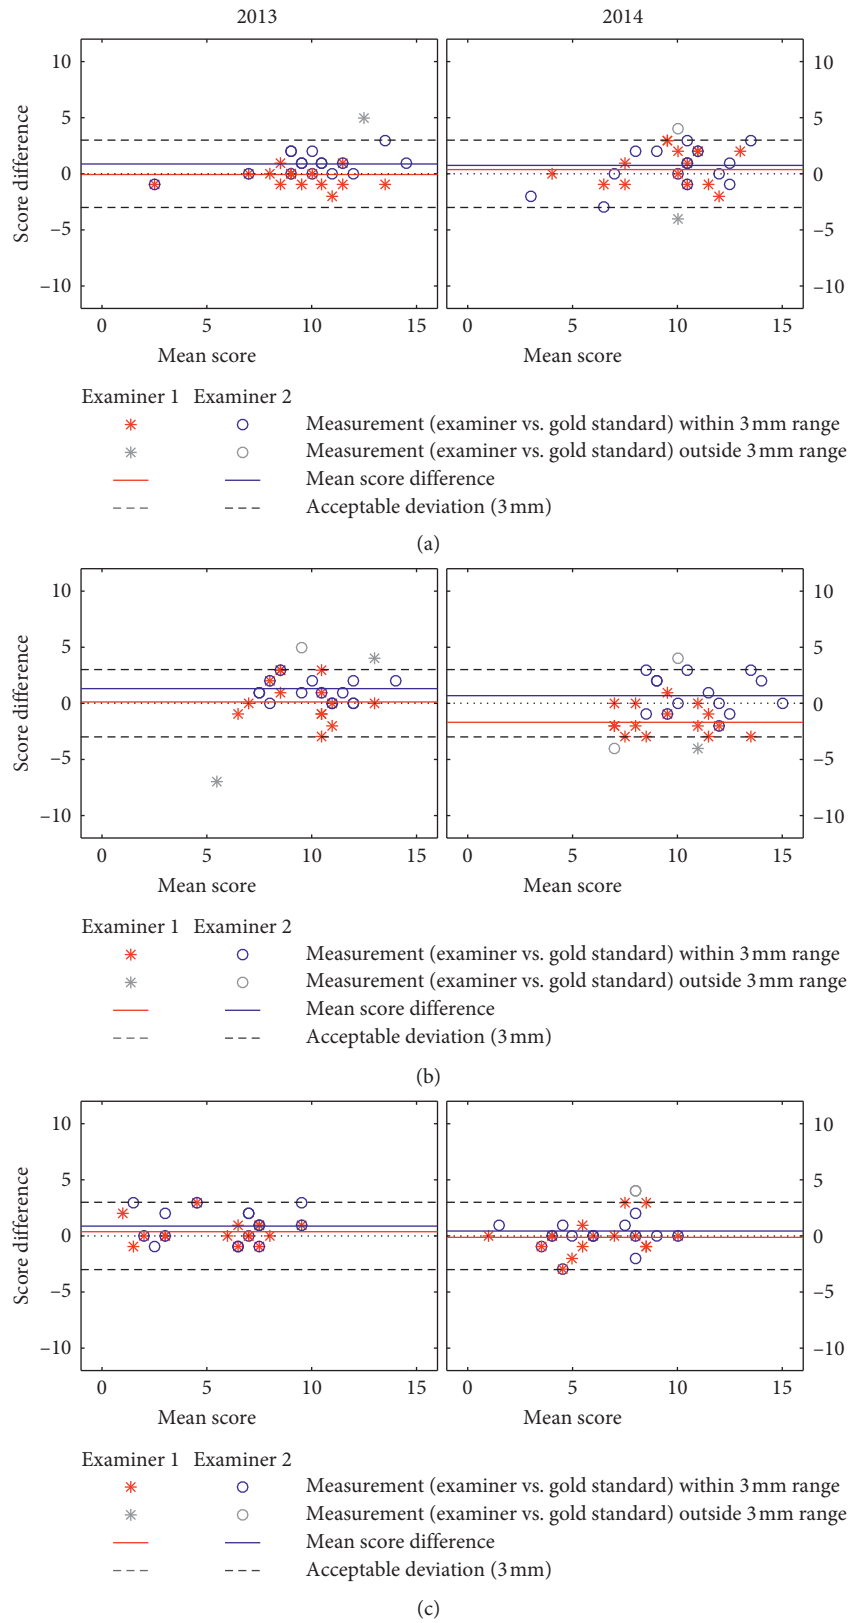 2013 2014
10 10
5 5
0 0
−5 −5
−10 −10
Score difference
0 5 10 15 0 5 10 15
Mean score Mean score
Examiner 1 Examiner 2
Measurement (examiner vs. gold standard) within 3 mm range
Measurement (examiner vs. gold standard) outside 3 mm range
Mean score difference
Acceptable deviation (3 mm)
(a)
10 10
5 5
0 0
−5 −5
−10 −10
Score difference
0 5 10 15 0 5 10 15
Mean score Mean score
Examiner 1 Examiner 2
Measurement (examiner vs. gold standard) within 3 mm range
Measurement (examiner vs. gold standard) outside 3 mm range
Mean score difference
Acceptable deviation (3 mm)
(b)
10 10
5 5
0 0
−5 −5
−10 −10
Score difference
0 5 10 15 0 5 10 15
Mean score Mean score
Examiner 1 Examiner 2
Measurement (examiner vs. gold standard) within 3 mm range
Measurement (examiner vs. gold standard) outside 3 mm range
Mean score difference
Acceptable deviation (3 mm)
(c)